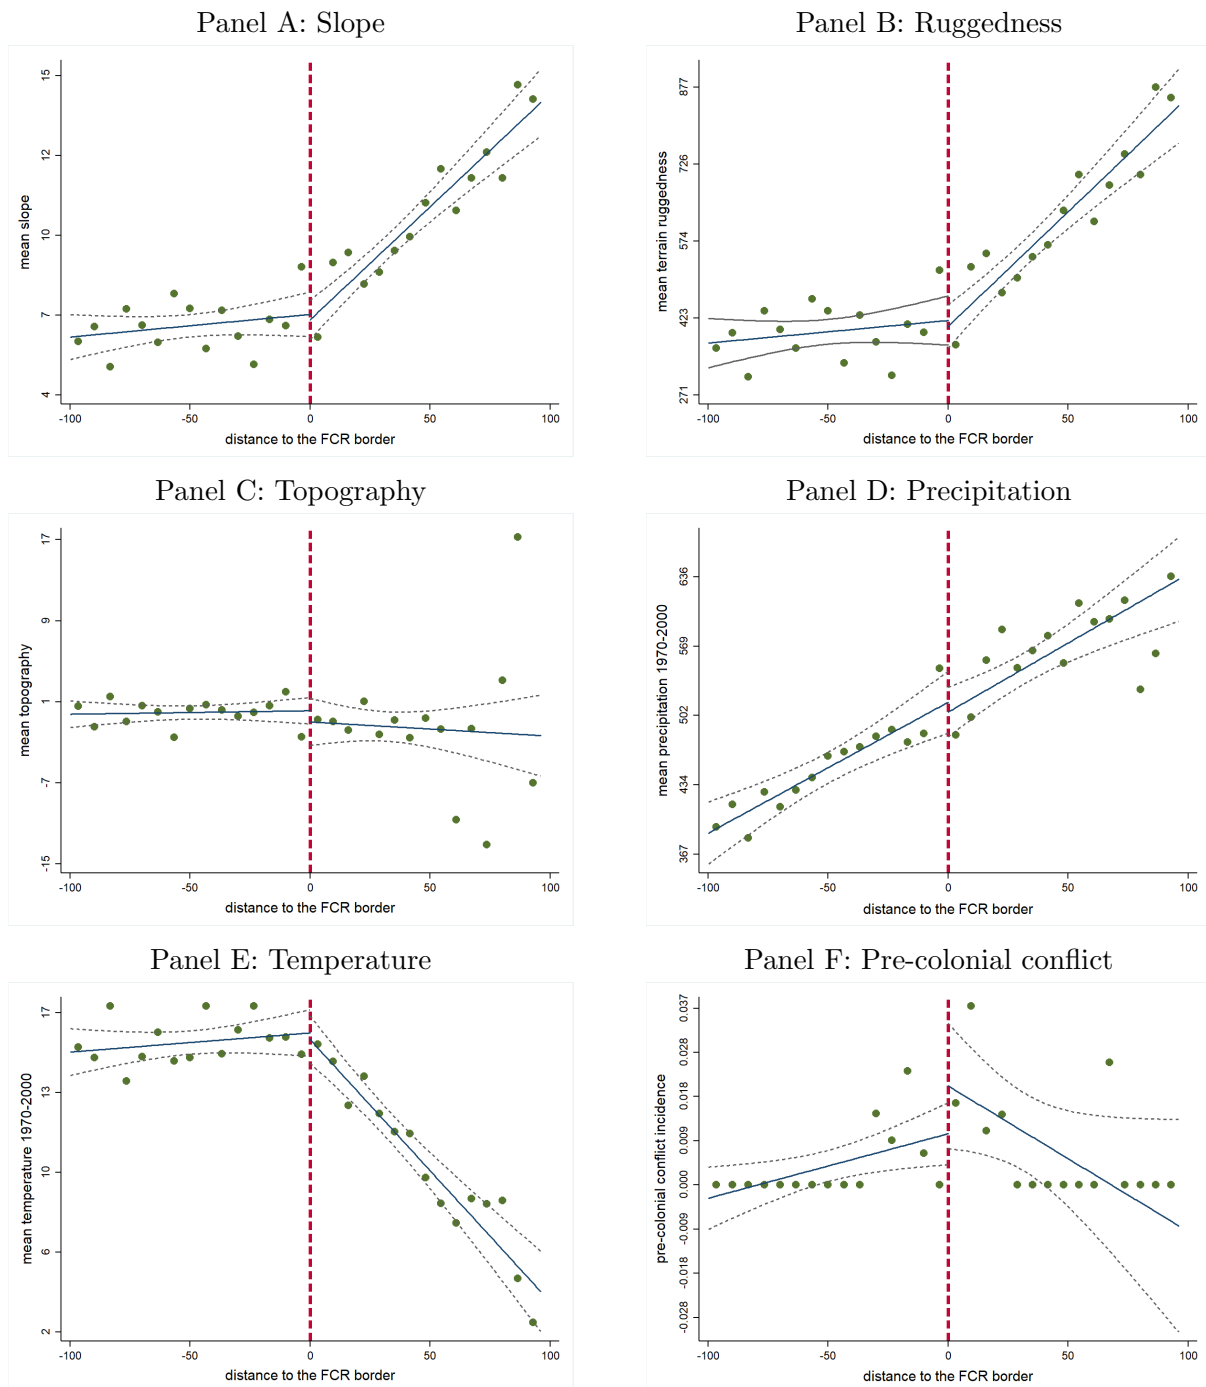 Panel A: Slope
mean slope
15
12
10
7
4
-100 -50 0 50 100
distance to the FCR border
Panel B: Ruggedness
mean terrain ruggedness
877
726
574
423
271
-100 -50 0 50 100
distance to the FCR border
Panel C: Topography
mean topography
17
9
1
-7
-15
-100 -50 0 50 100
distance to the FCR border
Panel D: Precipitation
mean precipitation 1970-2000
636
569
502
434
367
-100 -50 0 50 100
distance to the FCR border
Panel E: Temperature
mean temperature 1970-2000
17
13
10
6
2
-100 -50 0 50 100
distance to the FCR border
Panel F: Pre-colonial conflict
pre-colonial conflict incidence
0.037
0.028
0.018
0.009
0.000
-0.009
-0.018
-0.028
-100 -50 0 50 100
distance to the FCR border